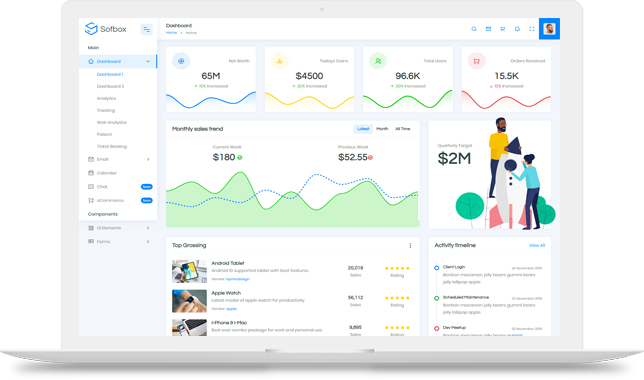 Sofbox
Dashboard
Home
Home
Main
Dashboard
Dashboard 1
Dashboard 2
Analytics
Tracking
Web Analytics
Patient
Ticket Booking
Email
Calendar
Chat
eCommerce
Components
UI Elements
Forms
Net Worth
65M
10% Increased
Todays Gains
$4500
20% Increased
Total Users
96.6K
30% Increased
Orders Received
15.5K
10% Increased
Monthly sales trend
Latest
Month
All Time
Current Week
$180
Previous Week
$52.55
Quarterly Target
$2M
Top Grossing
Android Tablet
Android 10 supported tablet with best features.
Vendor:
20,019
Sales
Rating
Apple Watch
Latest model of apple watch for productivity.
Vendor: Apple
56,112
Sales
Rating
I-Phone & I-Mac
Best ever combo package for work and personal use.
9,895
Sales
Rating
Activity timeline
View All
Client Login
24 November 2019
Bonbon macaroon jelly beans gummi bears
jelly lollipop apple
Scheduled Maintenance
23 November 2019
Bonbon macaroon jelly beans gummi bears
jelly lollipop apple
Dev Meetup
Bonbon macaroon jelly beans